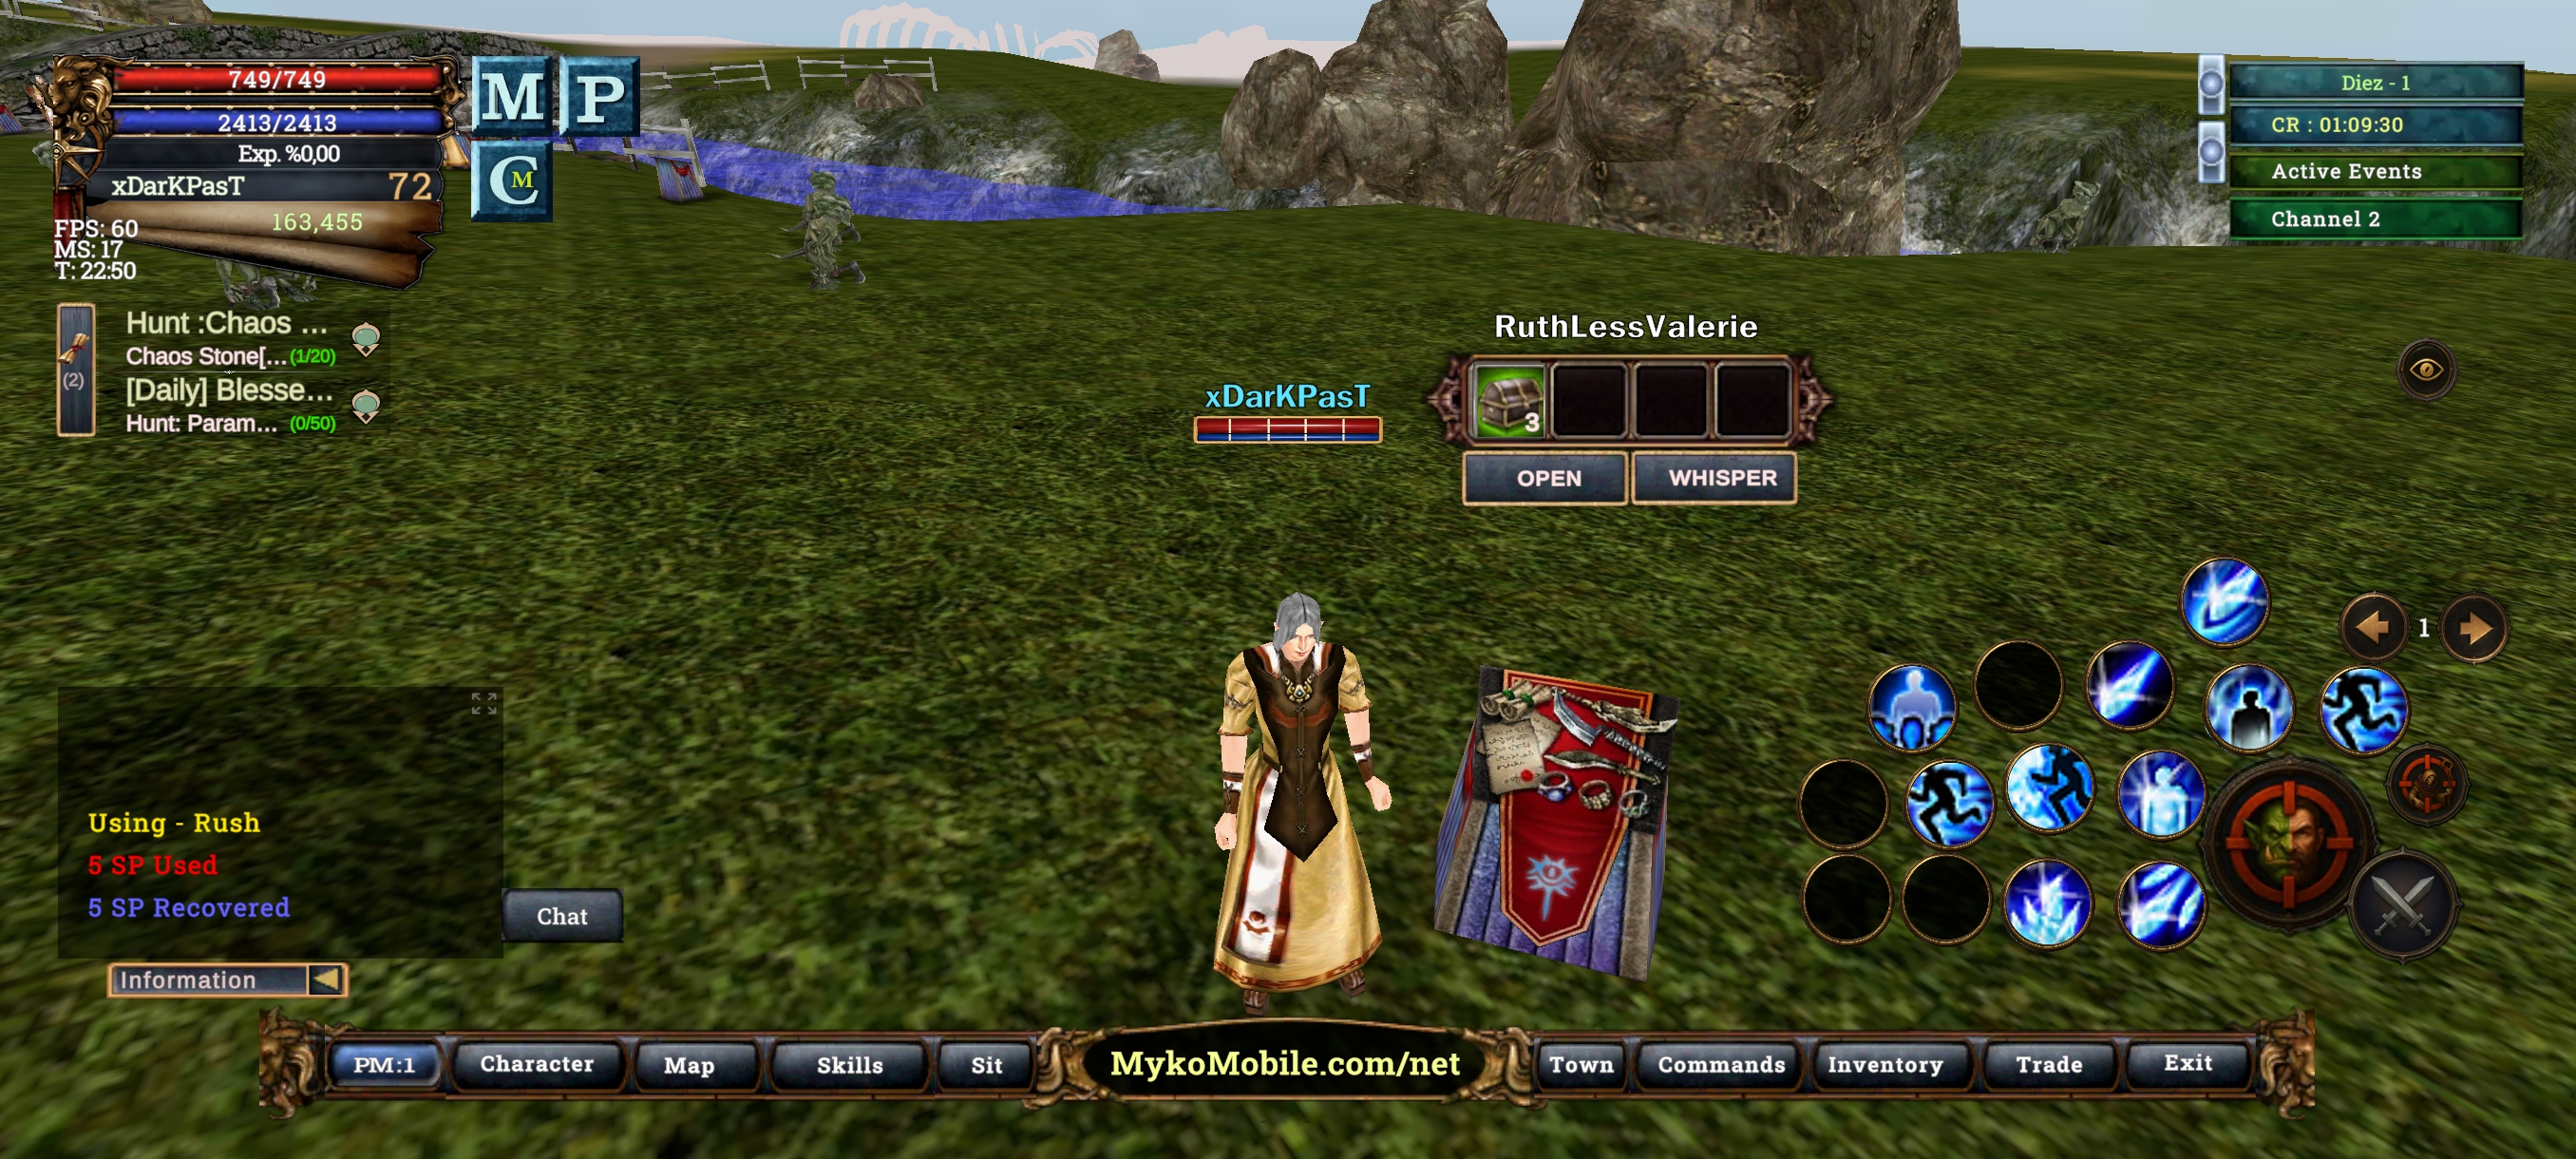 749/749
2413/2413
Exp. %0,00
xDarKPasT 72
163,455
FPS: 60
MS: 17
T: 22:50
M P
C M
Diez - 1
CR : 01:09:30
Active Events
Channel 2
(2)
Hunt :Chaos ...
Chaos Stone[... (1/20)
[Daily] Blesse...
Hunt: Param... (0/50)
RuthLessValerie
3
OPEN WHISPER
xDarKPasT
1
Using - Rush
5 SP Used
5 SP Recovered
Chat
Information
PM:1 Character Map Skills Sit MykoMobile.com/net Town Commands Inventory Trade Exit